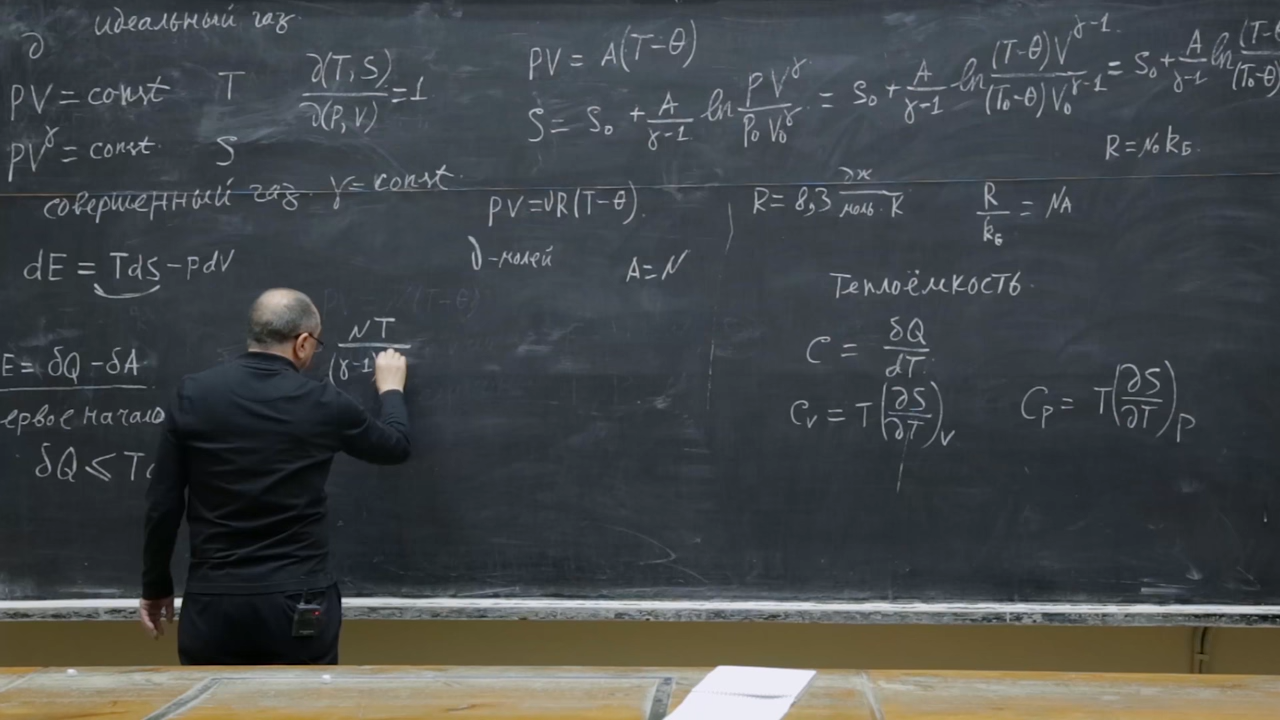 идеальный газ.
∂
PV = const T ∂(T,S)/∂(P,V) = 1
PV^γ = const. S
совершенный газ. γ = const.
dE = TdS − pdV
E = δQ − δA
ервое начало
δQ ⩽ T
NT/(γ−1)
PV = A(T−θ)
S = S₀ + A/(γ−1) ln PV^γ/P₀V₀^γ = S₀ + A/(γ−1) ln (T−θ)V^(γ−1)/(T₀−θ)V₀^(γ−1) = S₀ + A/(γ−1) ln (T−θ/(T₀−θ)
R = N₀k_Б.
PV = νR(T−θ).
ν-молей A = N
R = 8,3 Дж/моль·K R/k_Б = N_A
Теплоёмкость.
C = δQ/dT
C_V = T(∂S/∂T)_V C_P = T(∂S/∂T)_P